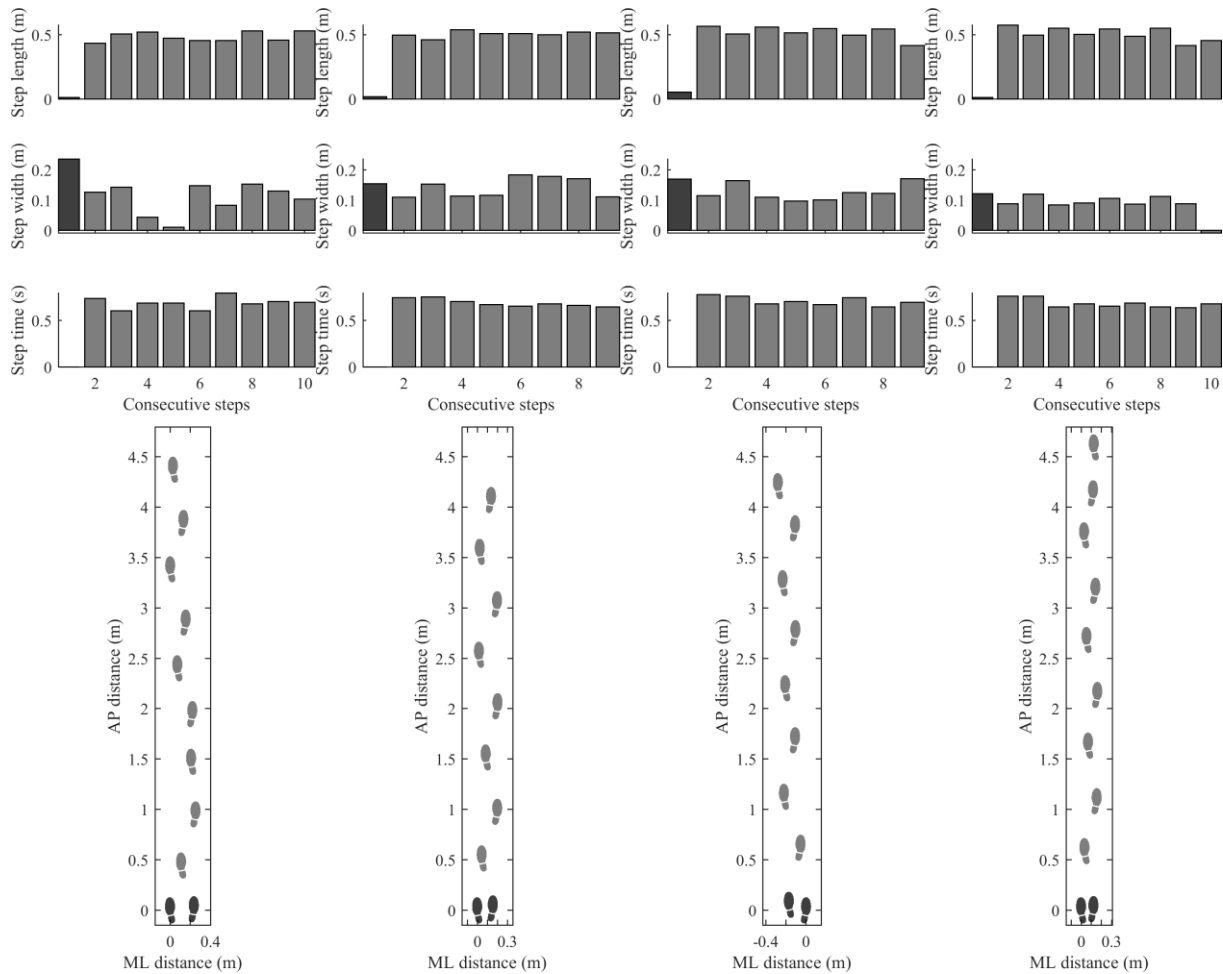 Step length (m) 0.5 0
Step length (m) 0.5 0
Step length (m) 0.5 0
Step length (m) 0.5 0
Step width (m) 0.2 0.1 0
Step width (m) 0.2 0.1 0
Step width (m) 0.2 0.1 0
Step width (m) 0.2 0.1 0
Step time (s) 0.5 0
Step time (s) 0.5 0
Step time (s) 0.5 0
Step time (s) 0.5 0
2 4 6 8 10
2 4 6 8
2 4 6 8
2 4 6 8 10
Consecutive steps
Consecutive steps
Consecutive steps
Consecutive steps
AP distance (m)
4.5
4
3.5
3
2.5
2
1.5
1
0.5
0
0 0.4
ML distance (m)
AP distance (m)
4.5
4
3.5
3
2.5
2
1.5
1
0.5
0
0 0.3
ML distance (m)
AP distance (m)
4.5
4
3.5
3
2.5
2
1.5
1
0.5
0
-0.4 0
ML distance (m)
AP distance (m)
4.5
4
3.5
3
2.5
2
1.5
1
0.5
0
0 0.3
ML distance (m)